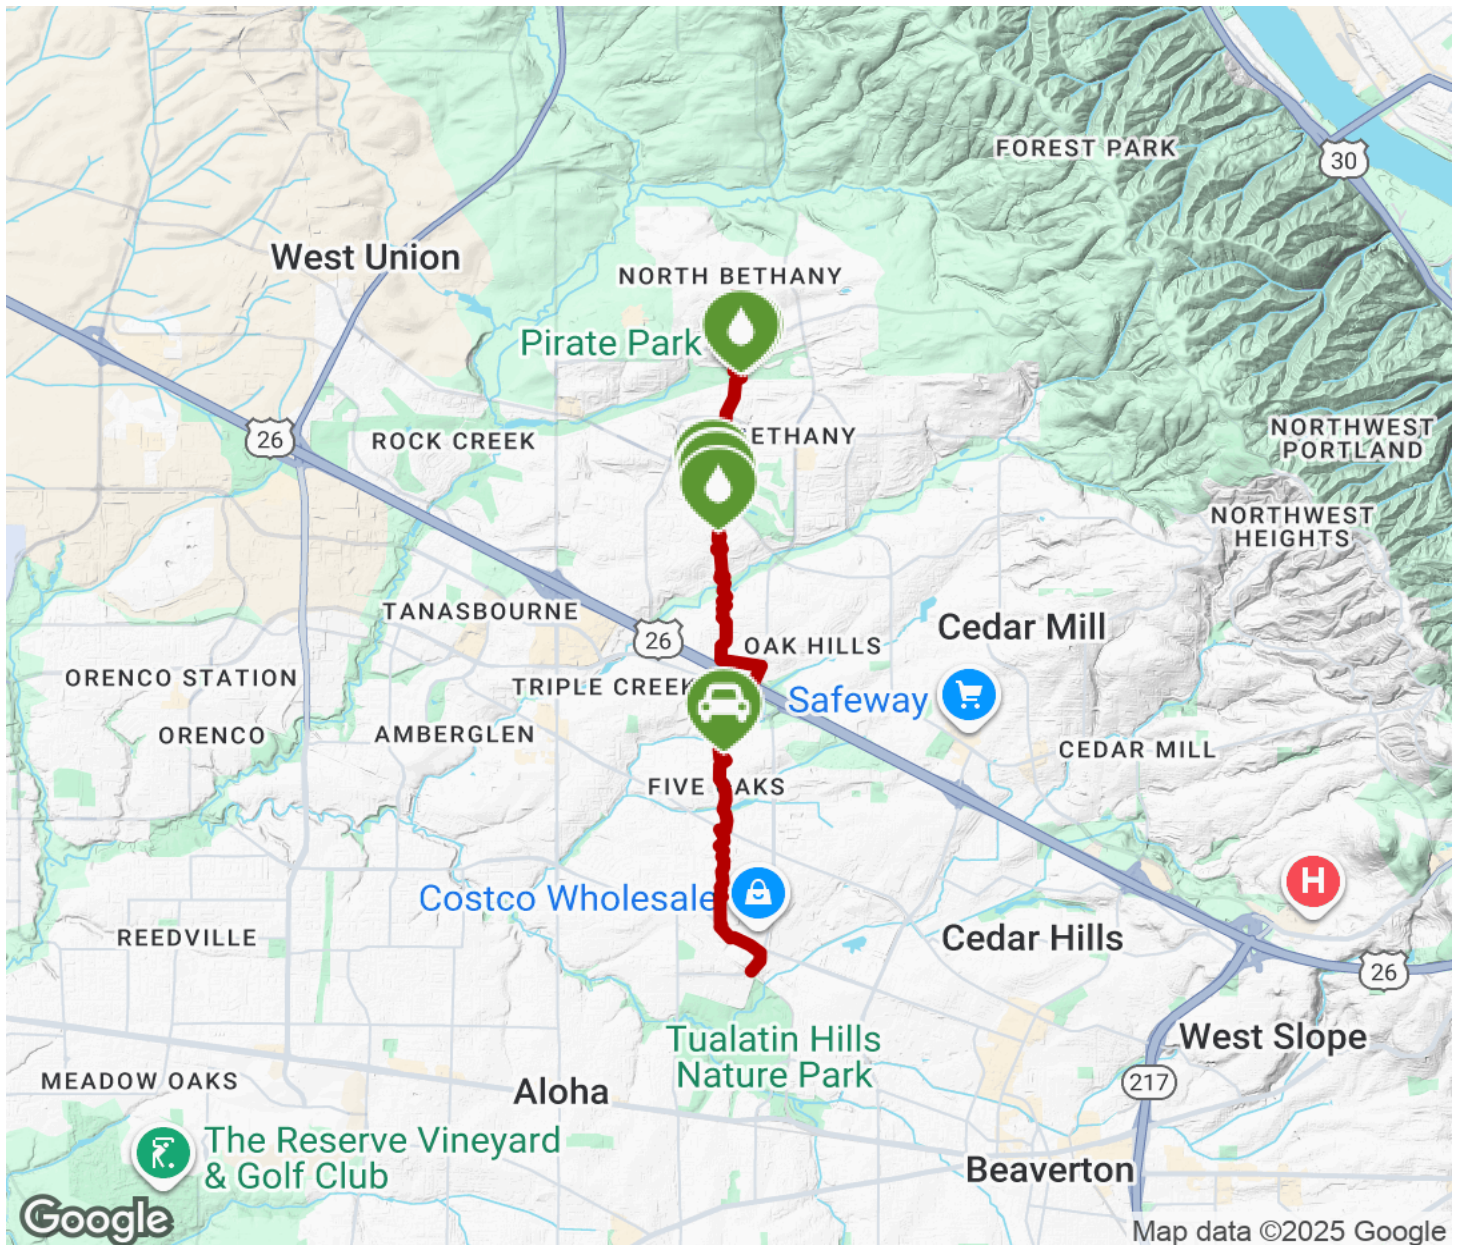 FOREST PARK
30
West Union
NORTH BETHANY
Pirate Park
26
ROCK CREEK
ETHANY
NORTHWEST
PORTLAND
NORTHWEST
HEIGHTS
TANASBOURNE
26
OAK HILLS
Cedar Mill
ORENCO STATION
TRIPLE CREEK
Safeway
ORENCO
AMBERGLEN
CEDAR MILL
FIVE OAKS
Costco Wholesale
H
REEDVILLE
Cedar Hills
26
Tualatin Hills
Nature Park
West Slope
MEADOW OAKS
Aloha
217
The Reserve Vineyard
& Golf Club
Beaverton
Google
Map data ©2025 Google